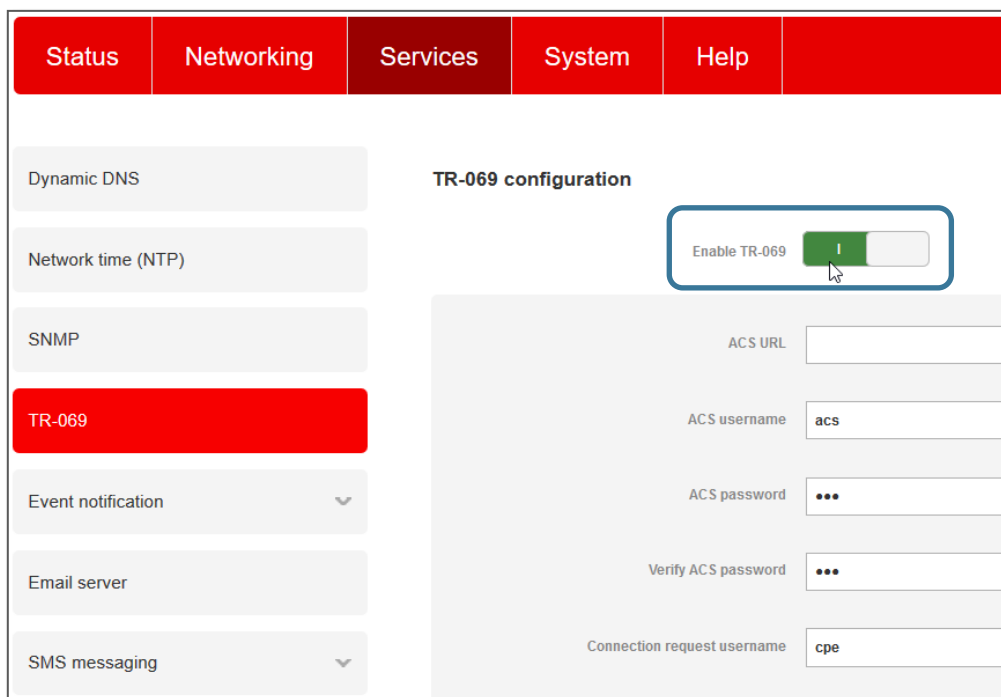 Status Networking Services System Help
Dynamic DNS
Network time (NTP)
SNMP
TR-069
Event notification
Email server
SMS messaging
TR-069 configuration
Enable TR-069 I
ACS URL
ACS username acs
ACS password •••
Verify ACS password •••
Connection request username cpe